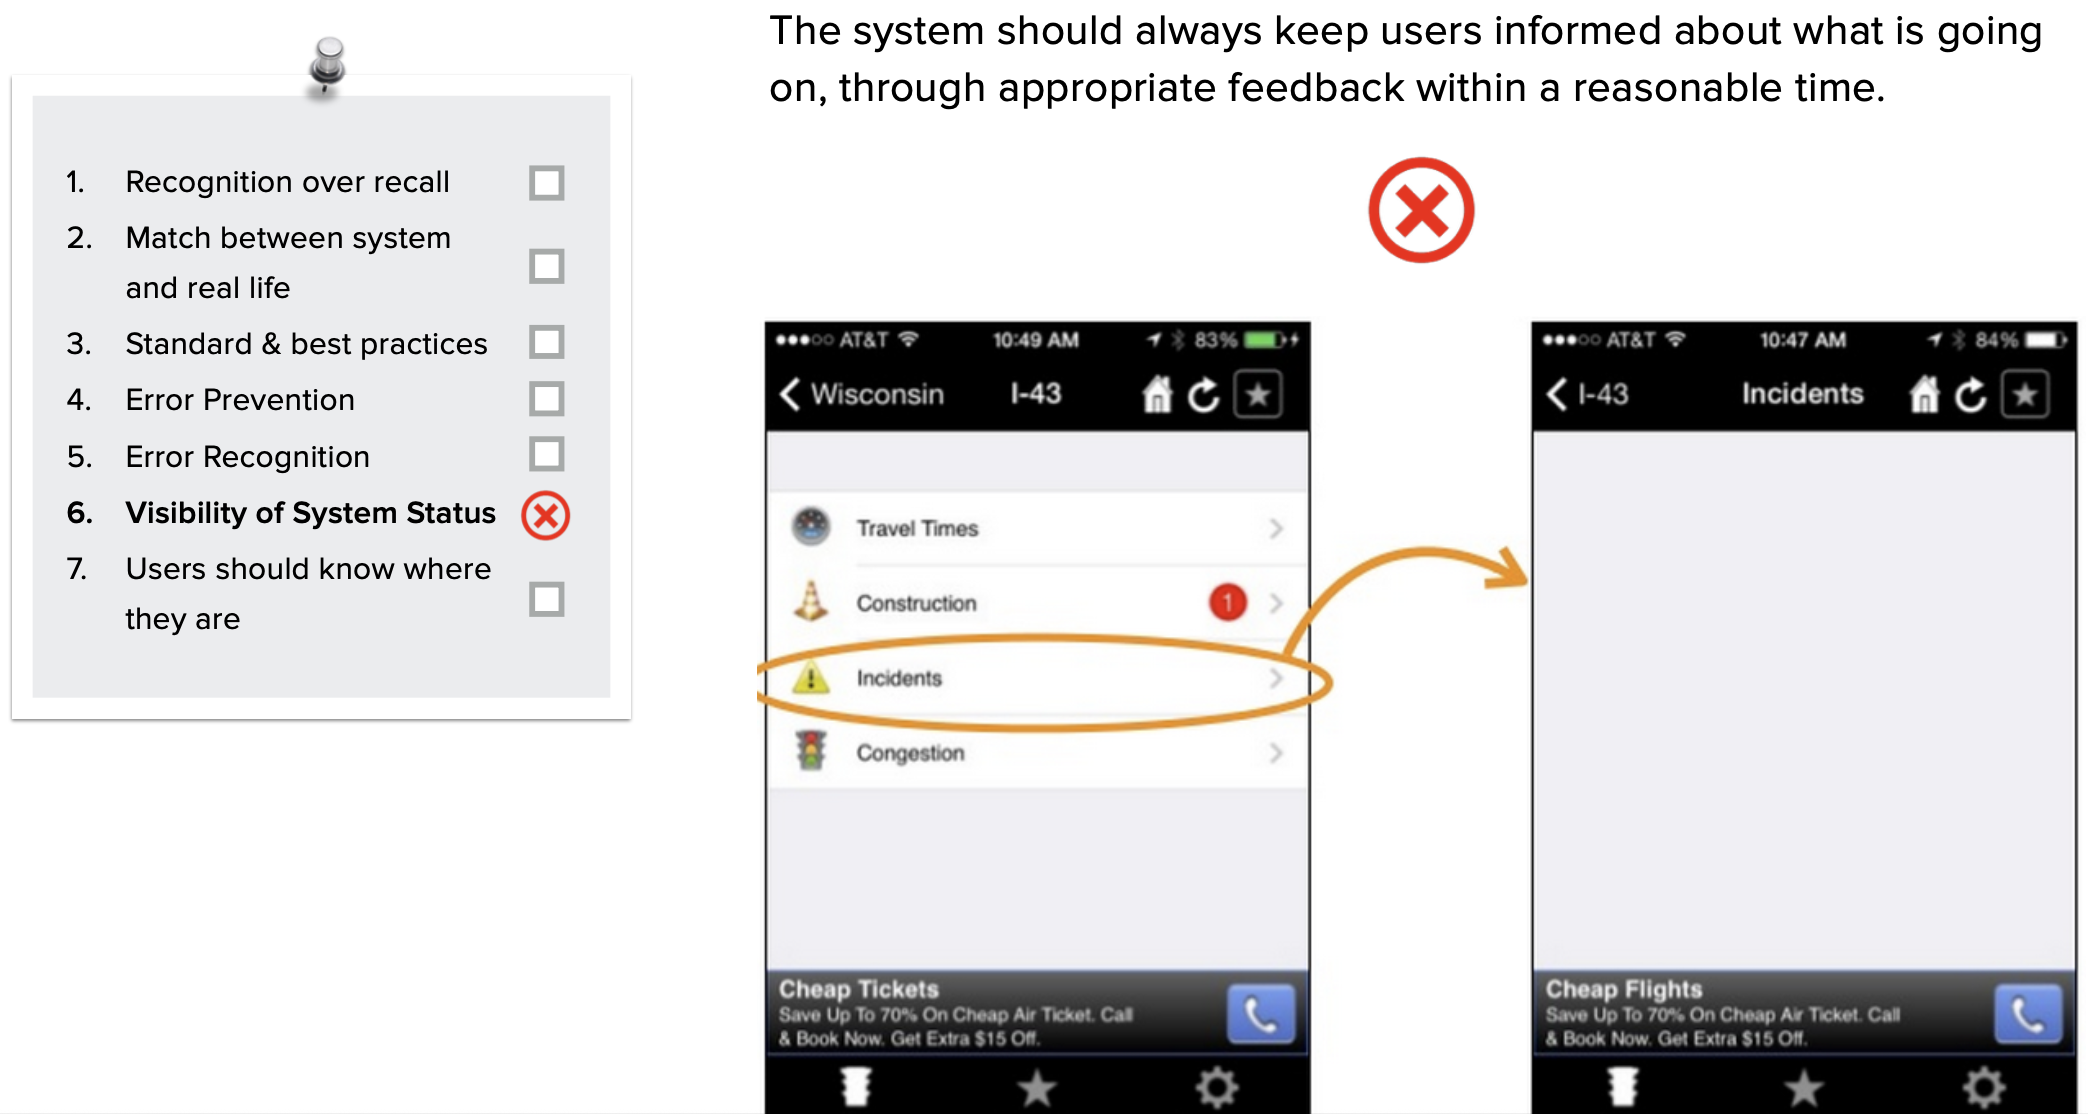 The system should always keep users informed about what is going
on, through appropriate feedback within a reasonable time.
1. Recognition over recall
2. Match between system
and real life
3. Standard & best practices
4. Error Prevention
5. Error Recognition
6. Visibility of System Status
7. Users should know where
they are
AT&T 10:49 AM 83%
Wisconsin I-43
Travel Times
Construction 1
Incidents
Congestion
Cheap Tickets
Save Up To 70% On Cheap Air Ticket. Call
& Book Now. Get Extra $15 Off.
AT&T 10:47 AM 84%
I-43 Incidents
Cheap Flights
Save Up To 70% On Cheap Air Ticket. Call
& Book Now. Get Extra $15 Off.